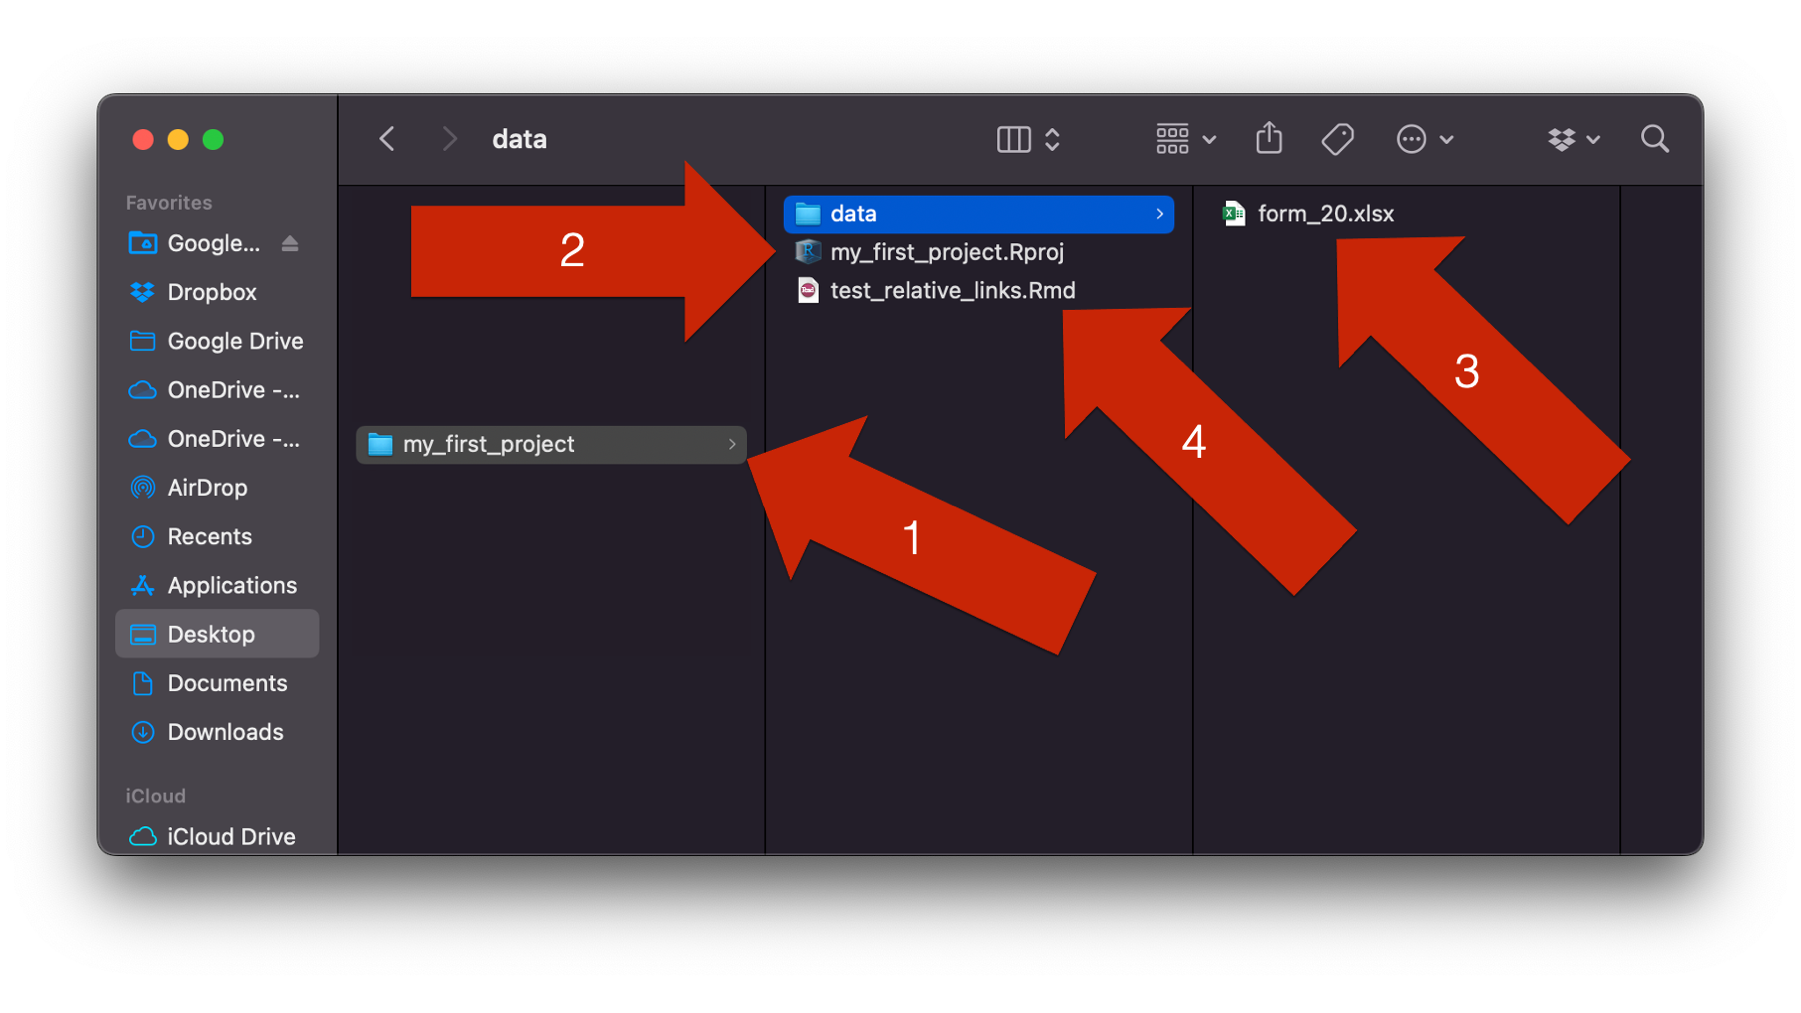 data
Favorites
Google...
Dropbox
Google Drive
OneDrive -...
OneDrive -...
AirDrop
Recents
Applications
Desktop
Documents
Downloads
iCloud
iCloud Drive
my_first_project
data
my_first_project.Rproj
test_relative_links.Rmd
form_20.xlsx
2
3
4
1